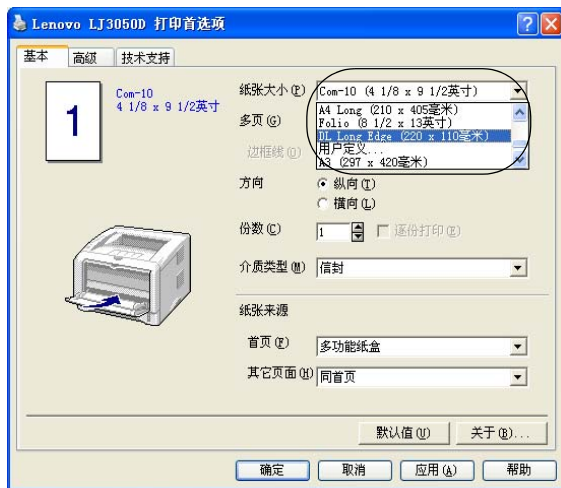 Lenovo LJ3050D 打印首选项
基本 高级 技术支持
1
Com-10
4 1/8 x 9 1/2英寸
纸张大小(P) Com-10 (4 1/8 x 9 1/2英寸)
A4 Long (210 x 405毫米)
Folio (8 1/2 x 13英寸)
DL Long Edge (220 x 110毫米)
用户定义...
A3 (297 x 420毫米)
多页(G)
边框线(O)
方向 纵向(T)
横向(L)
份数(C) 1 逐份打印(E)
介质类型(M) 信封
纸张来源
首页(F) 多功能纸盒
其它页面(H) 同首页
默认值(U) 关于(B)...
确定 取消 应用(A) 帮助